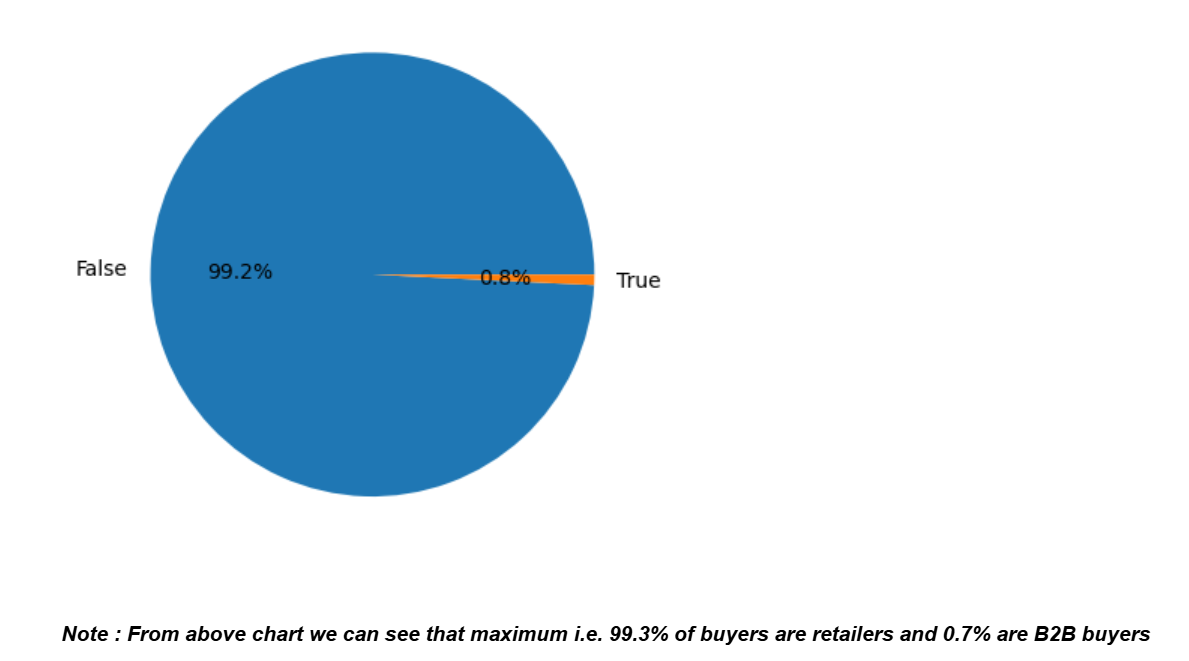 False
99.2%
0.8%
True
Note : From above chart we can see that maximum i.e. 99.3% of buyers are retailers and 0.7% are B2B buyers